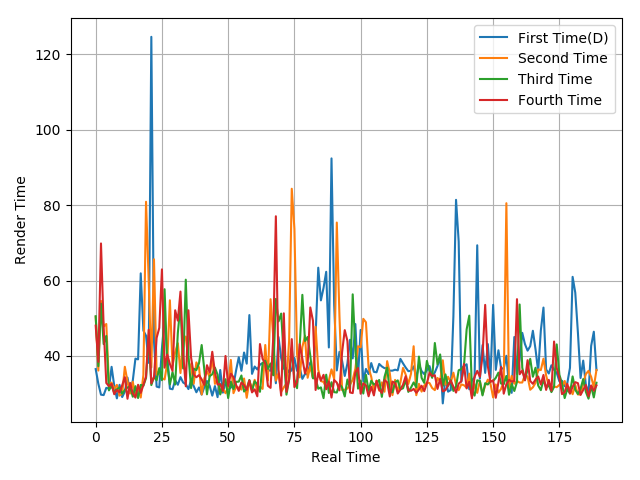 First Time(D)
Second Time
Third Time
Fourth Time
120
100
80
60
40
Render Time
0 25 50 75 100 125 150 175
Real Time